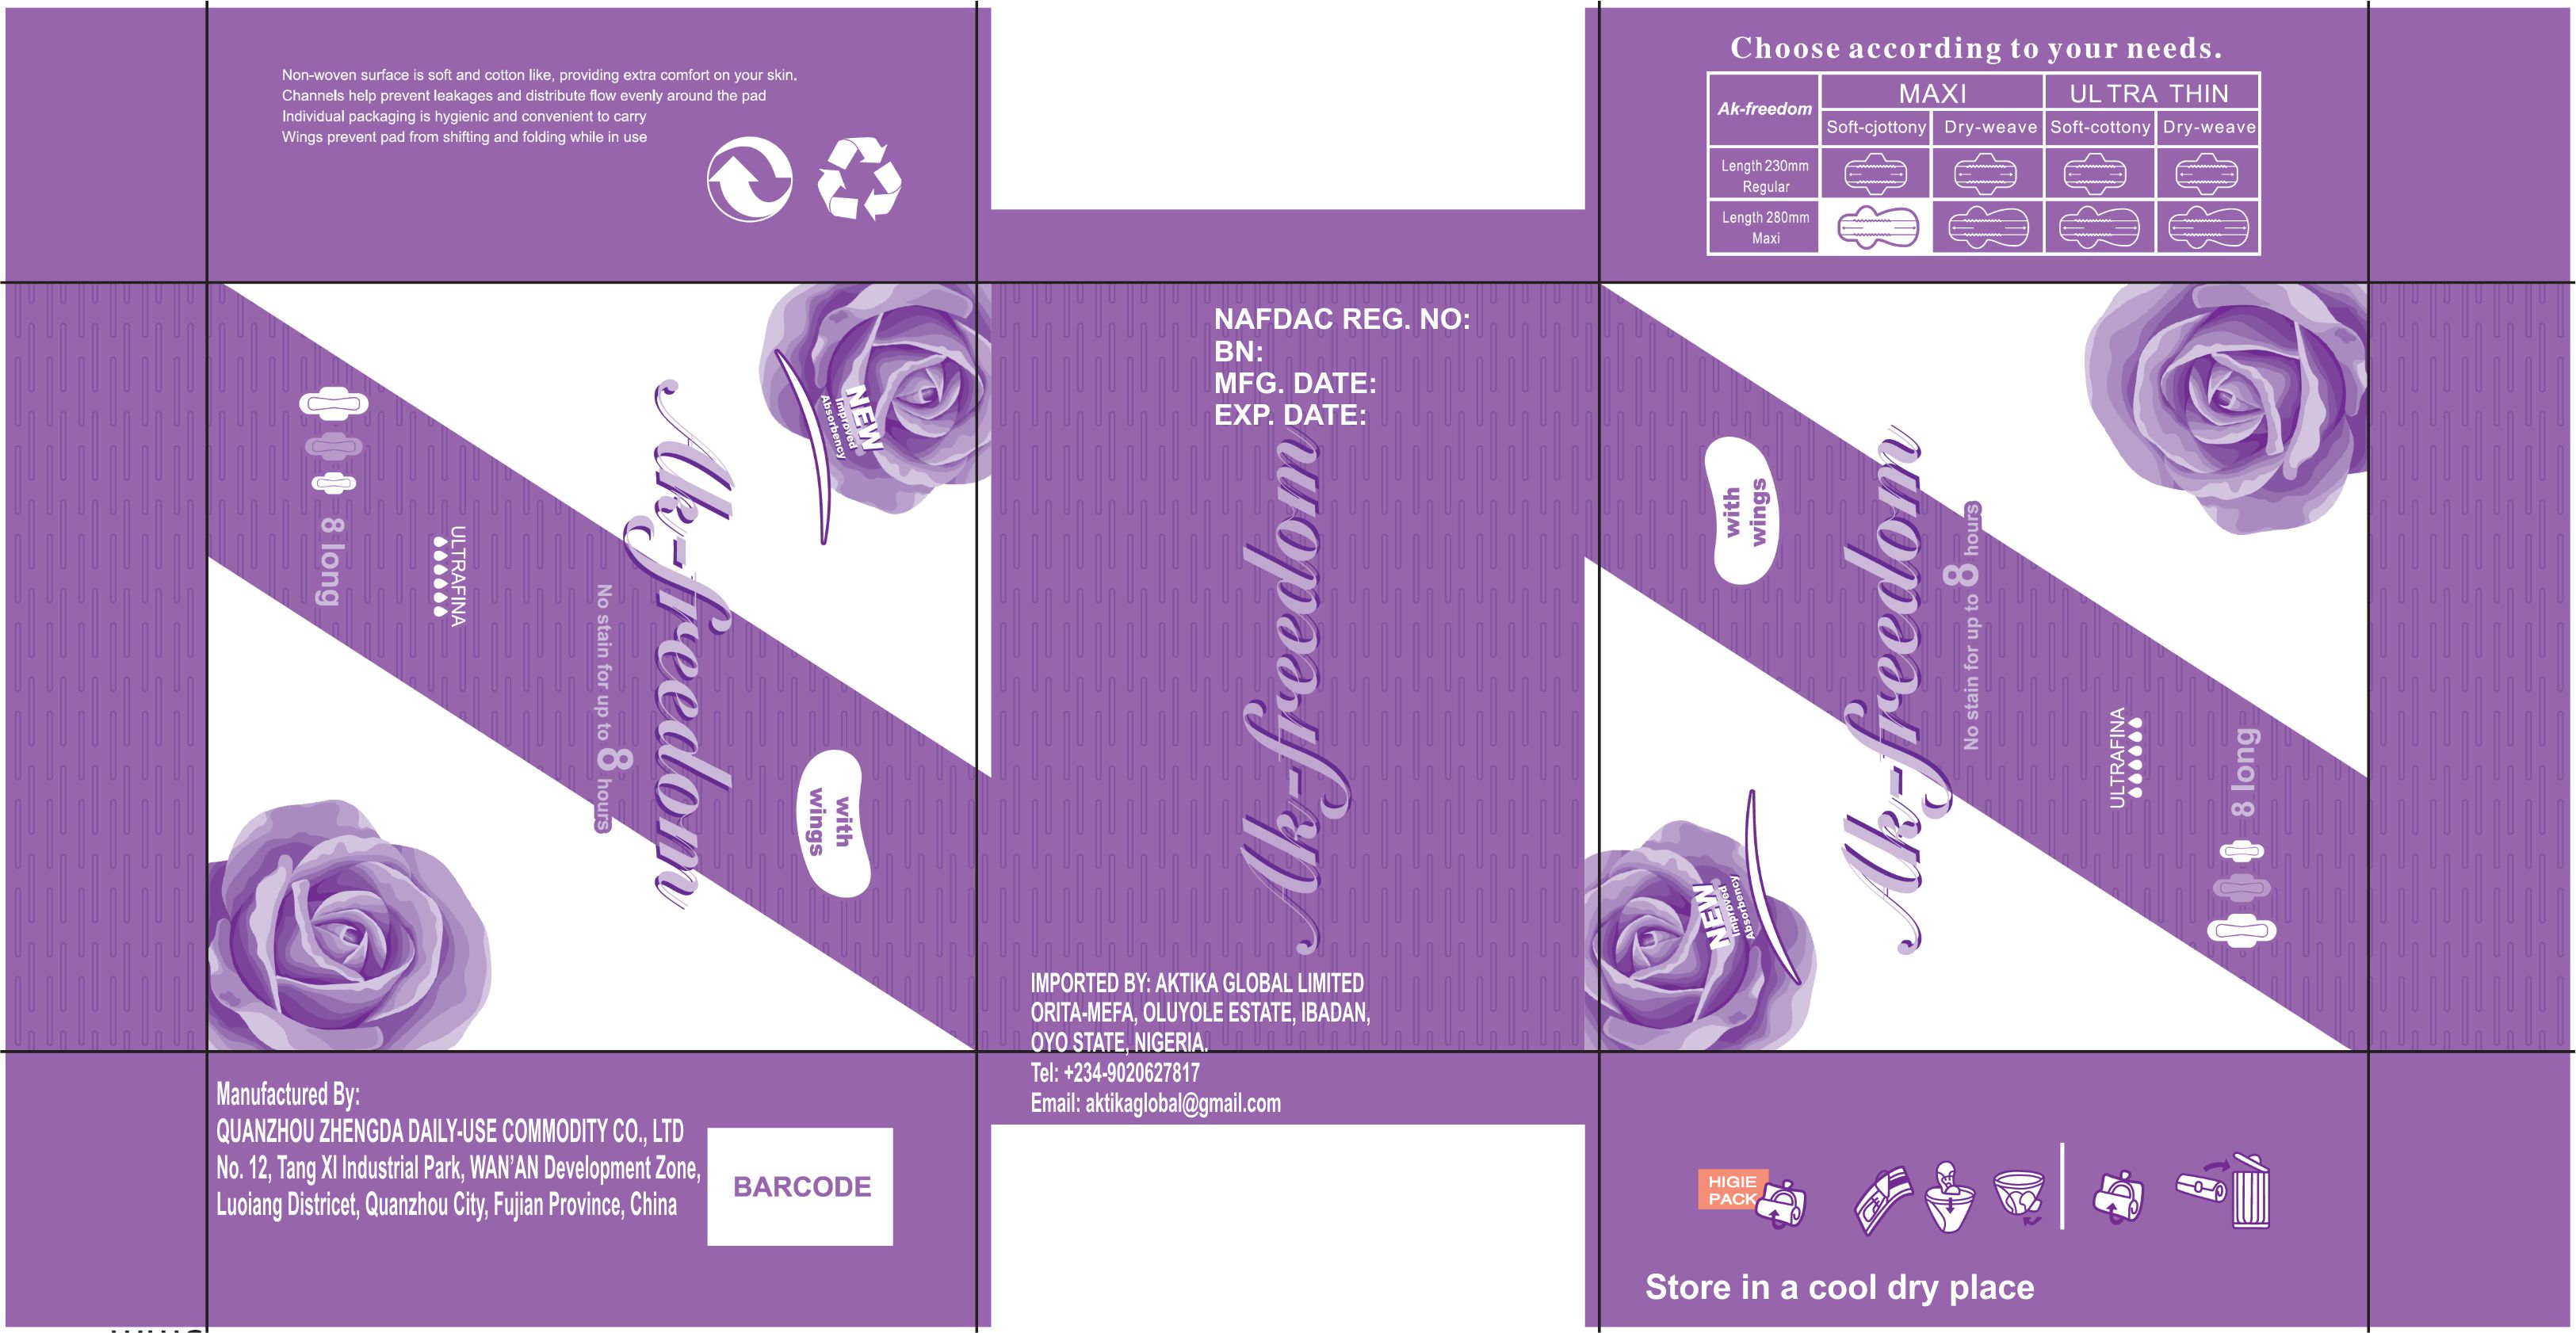 Non-woven surface is soft and cotton like, providing extra comfort on your skin.
Channels help prevent leakages and distribute flow evenly around the pad
Individual packaging is hygienic and convenient to carry
Wings prevent pad from shifting and folding while in use
Choose according to your needs.
Ak-freedom
MAXI
UL TRA THIN
Soft-cjottony
Dry-weave
Soft-cottony
Dry-weave
Length 230mm
Regular
Length 280mm
Maxi
NEW
Improved
Absorbency
Ak-freedom
No stain for up to 8 hours
ULTRAFINA
8 long
with
wings
NAFDAC REG. NO:
BN:
MFG. DATE:
EXP. DATE:
Ak-freedom
IMPORTED BY: AKTIKA GLOBAL LIMITED
ORITA-MEFA, OLUYOLE ESTATE, IBADAN,
OYO STATE, NIGERIA.
Tel: +234-9020627817
Email: aktikaglobal@gmail.com
with
wings
Ak-freedom
No stain for up to 8 hours
NEW
Improved
Absorbency
ULTRAFINA
8 long
Manufactured By:
QUANZHOU ZHENGDA DAILY-USE COMMODITY CO., LTD
No. 12, Tang XI Industrial Park, WAN’AN Development Zone,
Luoiang Districet, Quanzhou City, Fujian Province, China
BARCODE
HIGIE
PACK
Store in a cool dry place